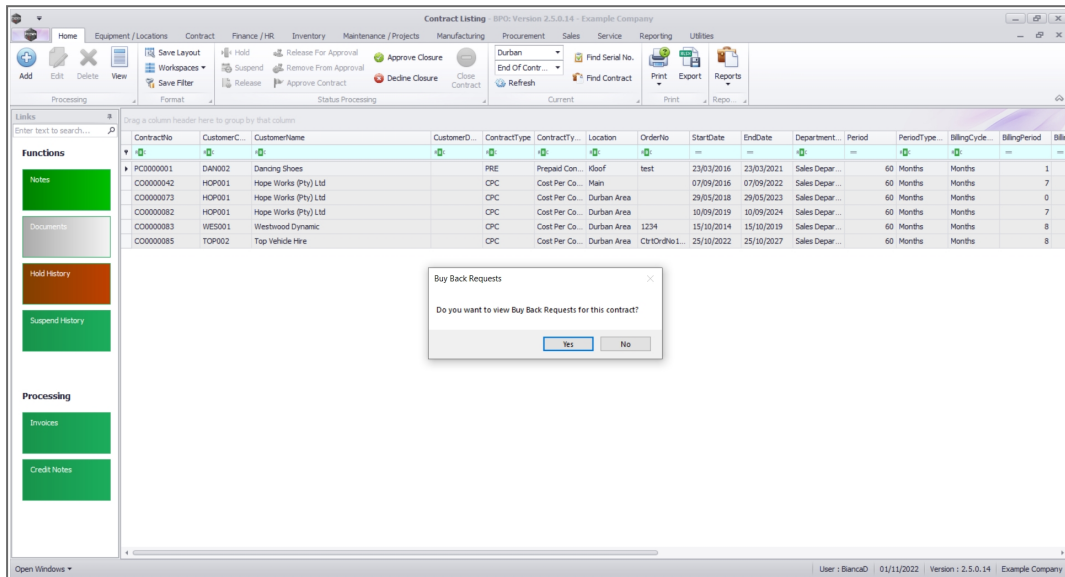 Contract Listing - BPO: Version 2.5.0.14 - Example Company
Home Equipment / Locations Contract Finance / HR Inventory Maintenance / Projects Manufacturing Procurement Sales Service Reporting Utilities
Add Edit Delete View
Processing
Save Layout
Workspaces
Save Filter
Format
Hold
Suspend
Release
Release For Approval
Remove From Approval
Approve Contract
Approve Closure
Decline Closure
Close Contract
Status Processing
Durban
End Of Contr...
Refresh
Find Serial No.
Find Contract
Current
Print Export
Print
Reports
Repo...
Links
Enter text to search...
Functions
Notes
Documents
Hold History
Suspend History
Processing
Invoices
Credit Notes
Drag a column header here to group by that column
ContractNo CustomerC... CustomerName CustomerD... ContractType ContractTy... Location OrderNo StartDate EndDate Department... Period PeriodType... BillingCycle... BillingPeriod Billi
PC0000001 DAN002 Dancing Shoes PRE Prepaid Con... Kloof test 23/03/2016 23/03/2021 Sales Depar... 60 Months Months 1
CO0000042 HOP001 Hope Works (Pty) Ltd CPC Cost Per Co... Main 07/09/2016 07/09/2022 Sales Depar... 60 Months Months 7
CO0000073 HOP001 Hope Works (Pty) Ltd CPC Cost Per Co... Durban Area 29/05/2018 29/05/2023 Sales Depar... 60 Months Months 0
CO0000082 HOP001 Hope Works (Pty) Ltd CPC Cost Per Co... Durban Area 10/09/2019 10/09/2024 Sales Depar... 60 Months Months 7
CO0000083 WES001 Westwood Dynamic CPC Cost Per Co... Durban Area 1234 15/10/2014 15/10/2019 Sales Depar... 60 Months Months 8
CO0000085 TOP002 Top Vehicle Hire CPC Cost Per Co... Durban Area CtrtOrdNo1... 25/10/2022 25/10/2027 Sales Depar... 60 Months Months 8
Buy Back Requests
Do you want to view Buy Back Requests for this contract?
Yes No
Open Windows
User : BiancaD 01/11/2022 Version : 2.5.0.14 Example Company